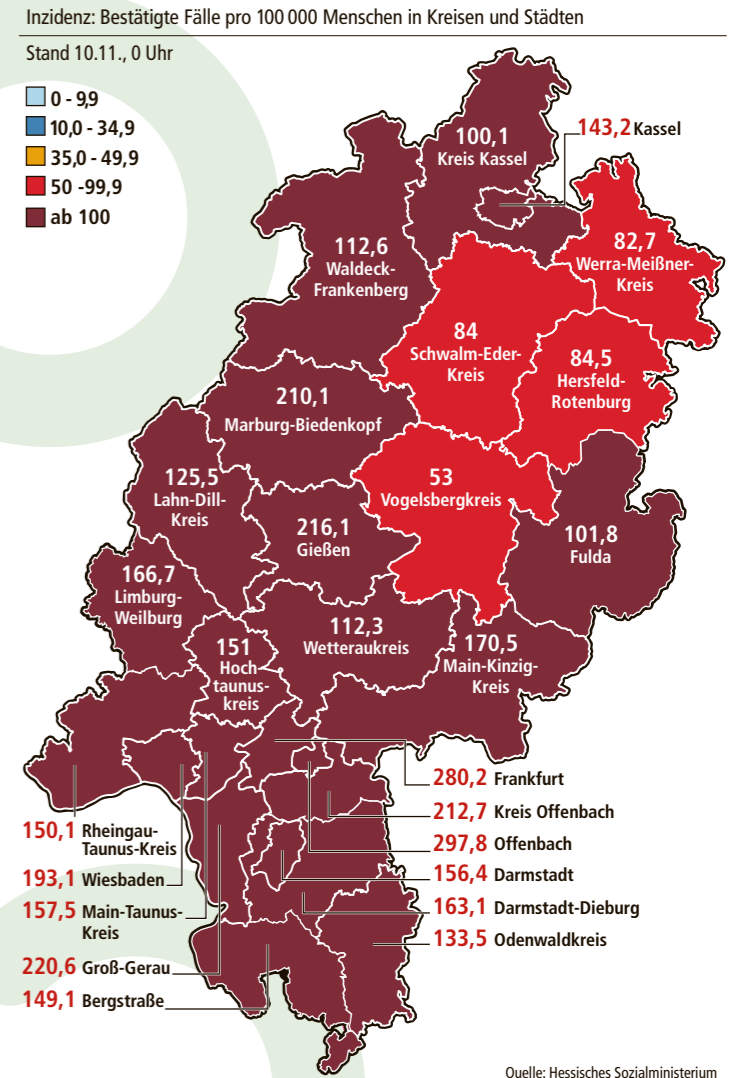 Inzidenz: Bestätigte Fälle pro 100 000 Menschen in Kreisen und Städten
Stand 10.11., 0 Uhr
0 - 9,9
10,0 - 34,9
35,0 - 49,9
50 -99,9
ab 100
100,1
Kreis Kassel
143,2 Kassel
82,7
Werra-Meißner-
Kreis
112,6
Waldeck-
Frankenberg
84
Schwalm-Eder-
Kreis
84,5
Hersfeld-
Rotenburg
210,1
Marburg-Biedenkopf
125,5
Lahn-Dill-
Kreis
53
Vogelsbergkreis
216,1
Gießen
101,8
Fulda
166,7
Limburg-
Weilburg
112,3
Wetteraukreis
151
Hoch-
taunus-
kreis
170,5
Main-Kinzig-
Kreis
280,2 Frankfurt
212,7 Kreis Offenbach
297,8 Offenbach
156,4 Darmstadt
163,1 Darmstadt-Dieburg
133,5 Odenwaldkreis
150,1 Rheingau-
Taunus-Kreis
193,1 Wiesbaden
157,5 Main-Taunus-
Kreis
220,6 Groß-Gerau
149,1 Bergstraße
Quelle: Hessisches Sozialministerium